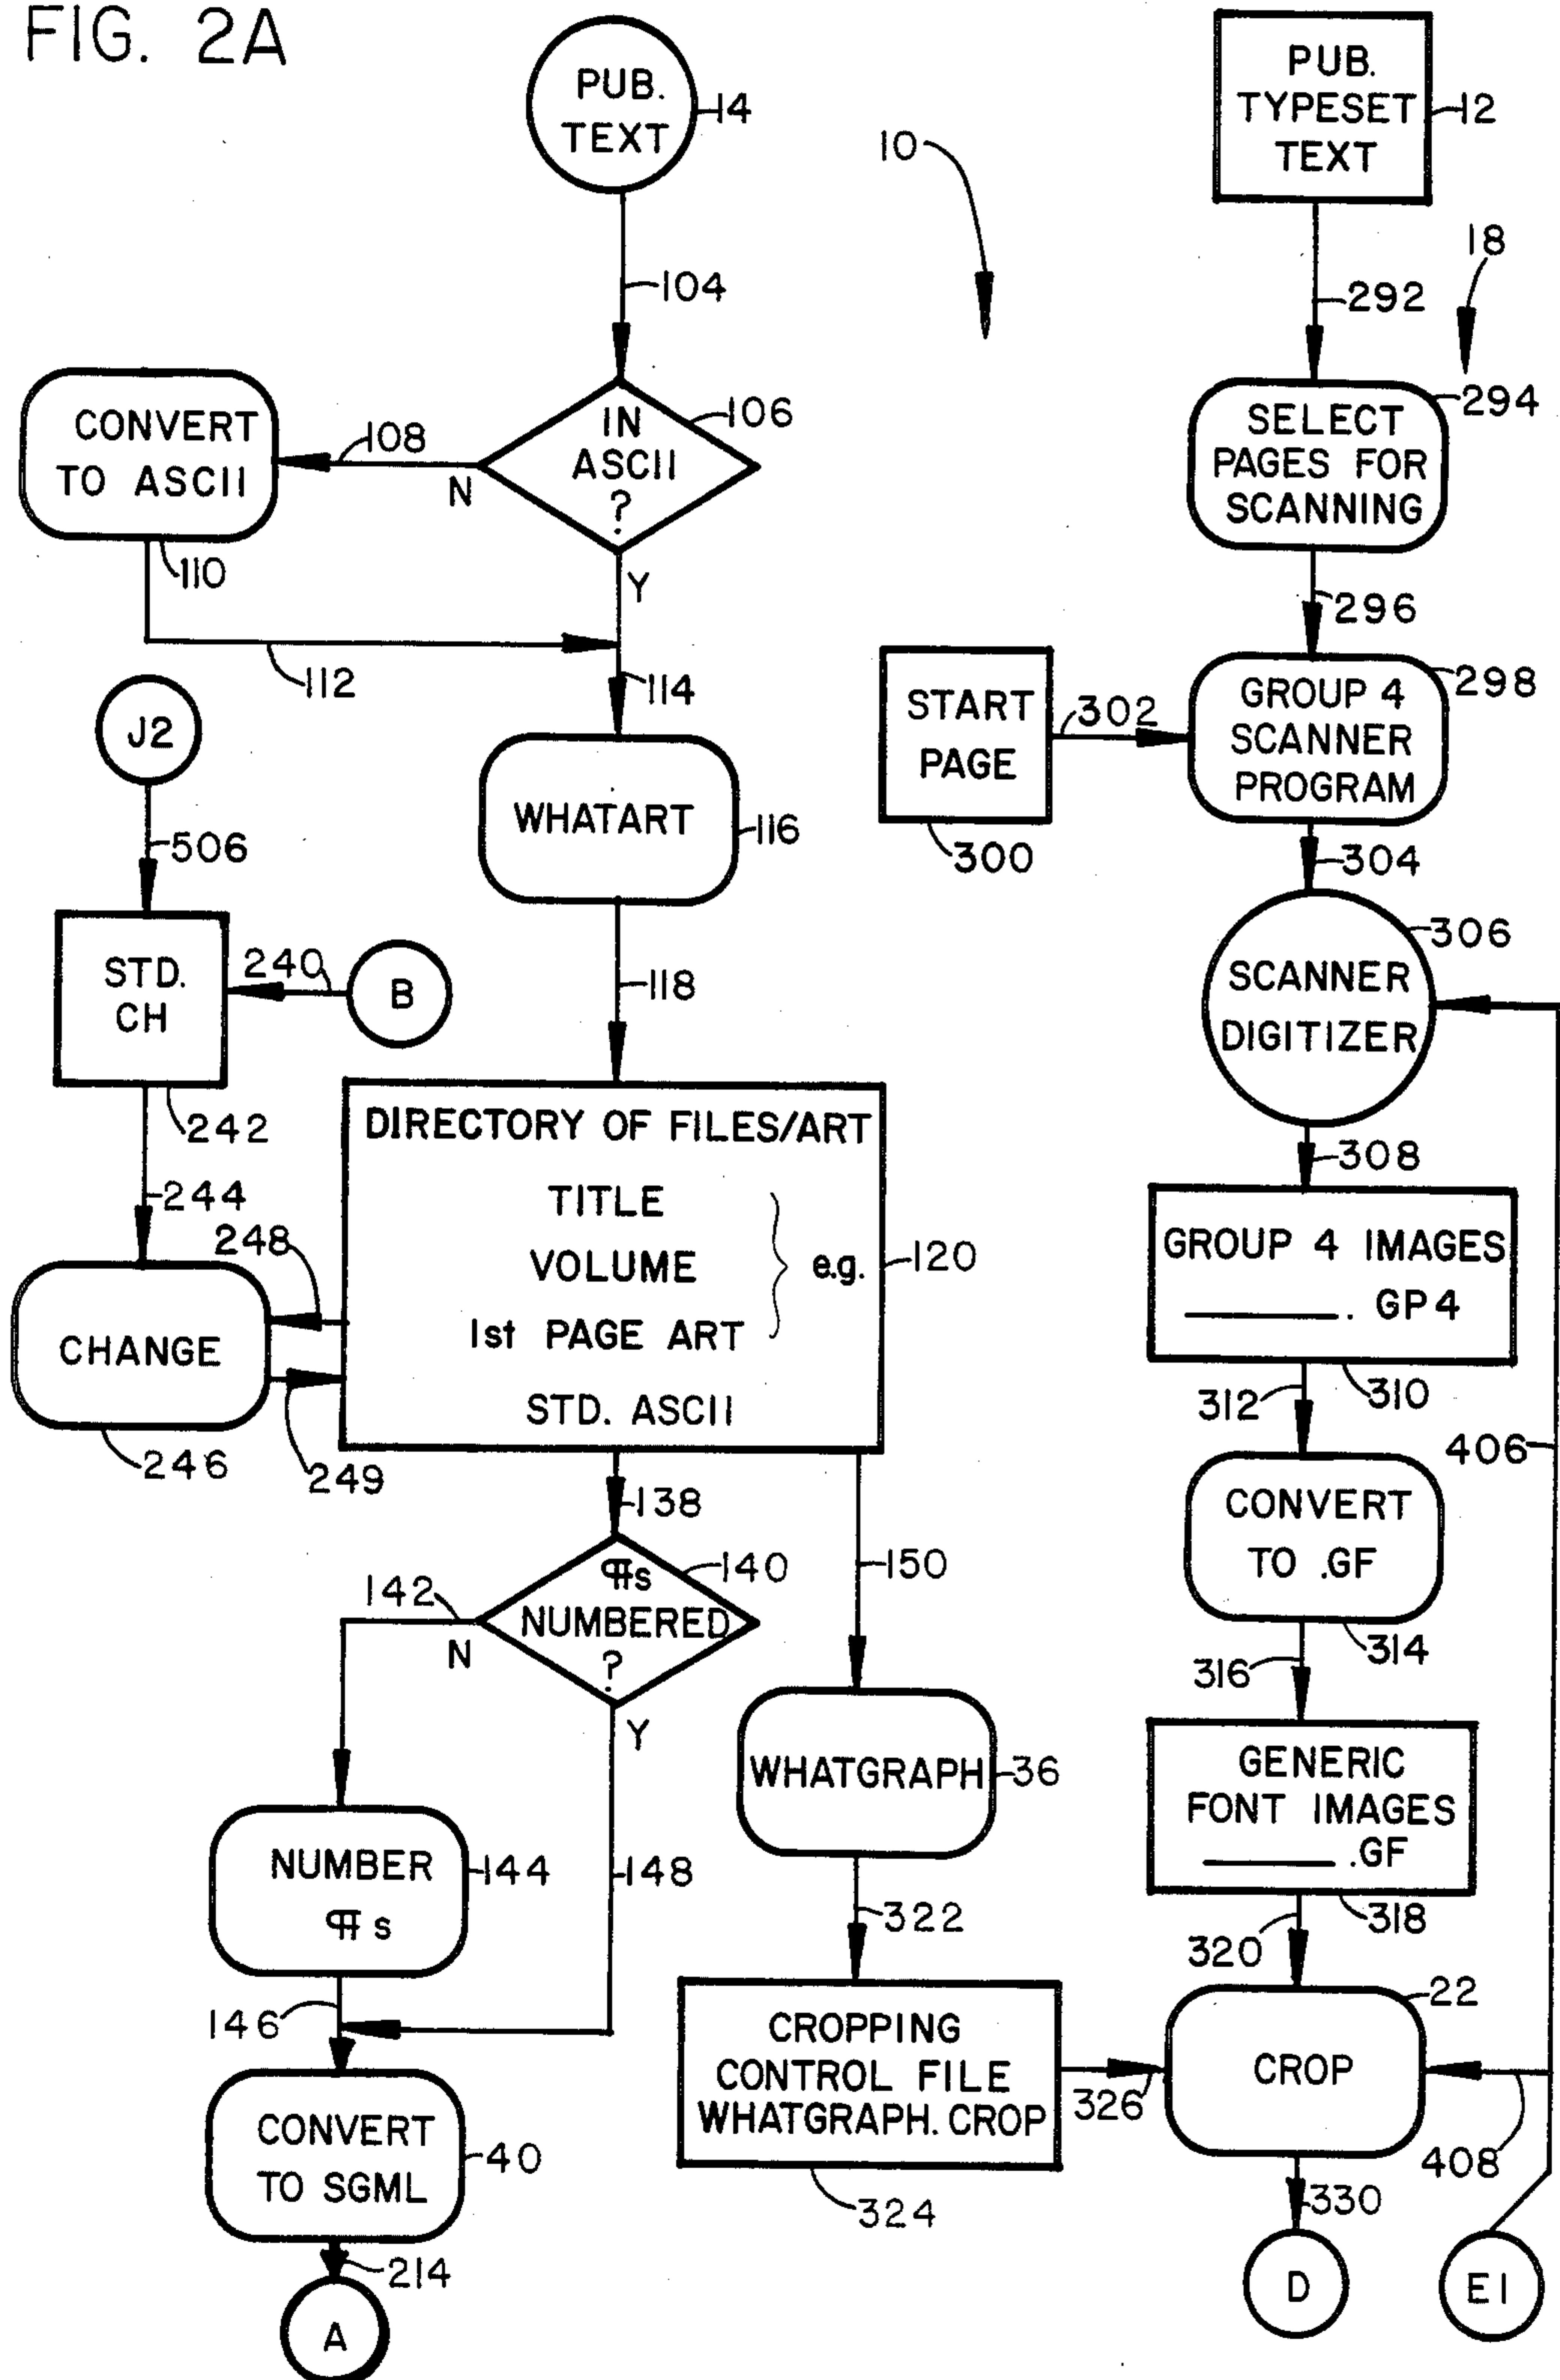 FIG. 2A
PUB.
TEXT
14
104
IN
ASCII
?
106
N
Y
108
CONVERT
TO ASCII
110
112
114
WHATART
116
118
J2
506
STD.
CH
240
B
242
244
CHANGE
246
248
249
DIRECTORY OF FILES/ART
TITLE
VOLUME
1st PAGE ART
e.g.
STD. ASCII
120
138
¶s
NUMBERED
?
140
142
N
Y
NUMBER
¶s
144
146
148
CONVERT
TO SGML
40
214
A
150
WHATGRAPH
36
322
CROPPING
CONTROL FILE
WHATGRAPH.CROP
324
326
10
PUB.
TYPESET
TEXT
12
292
18
SELECT
PAGES FOR
SCANNING
294
296
START
PAGE
300
302
GROUP 4
SCANNER
PROGRAM
298
304
SCANNER
DIGITIZER
306
308
GROUP 4 IMAGES
______. GP4
310
312
CONVERT
TO .GF
314
316
GENERIC
FONT IMAGES
______.GF
318
320
CROP
22
406
408
330
D
E1